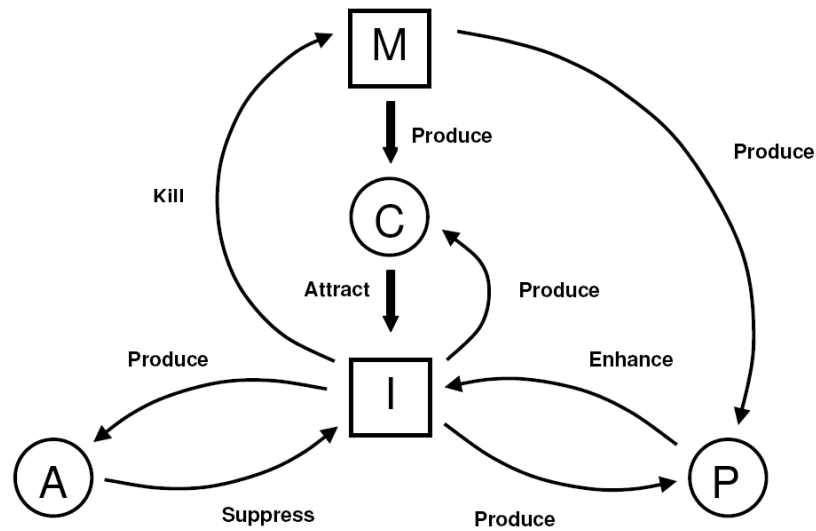 M
Produce
Produce
Kill
C
Attract
Produce
Produce
Enhance
I
A
P
Suppress
Produce